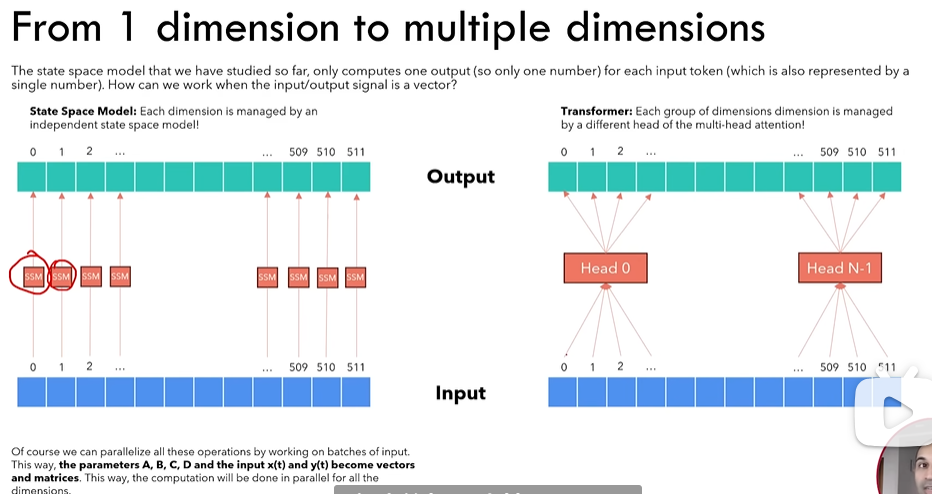 From 1 dimension to multiple dimensions
The state space model that we have studied so far, only computes one output (so only one number) for each input token (which is also represented by a
single number). How can we work when the input/output signal is a vector?
State Space Model: Each dimension is managed by an
independent state space model!
0 1 2 ... ... 509 510 511
SSM SSM SSM SSM SSM SSM SSM SSM
0 1 2 ... ... 509 510 511
Output
Input
Transformer: Each group of dimensions dimension is managed
by a different head of the multi-head attention!
0 1 2 ... ... 509 510 511
Head 0 Head N-1
0 1 2 ... ... 509 510 511
Of course we can parallelize all these operations by working on batches of input.
This way, the parameters A, B, C, D and the input x(t) and y(t) become vectors
and matrices. This way, the computation will be done in parallel for all the
dimensions.